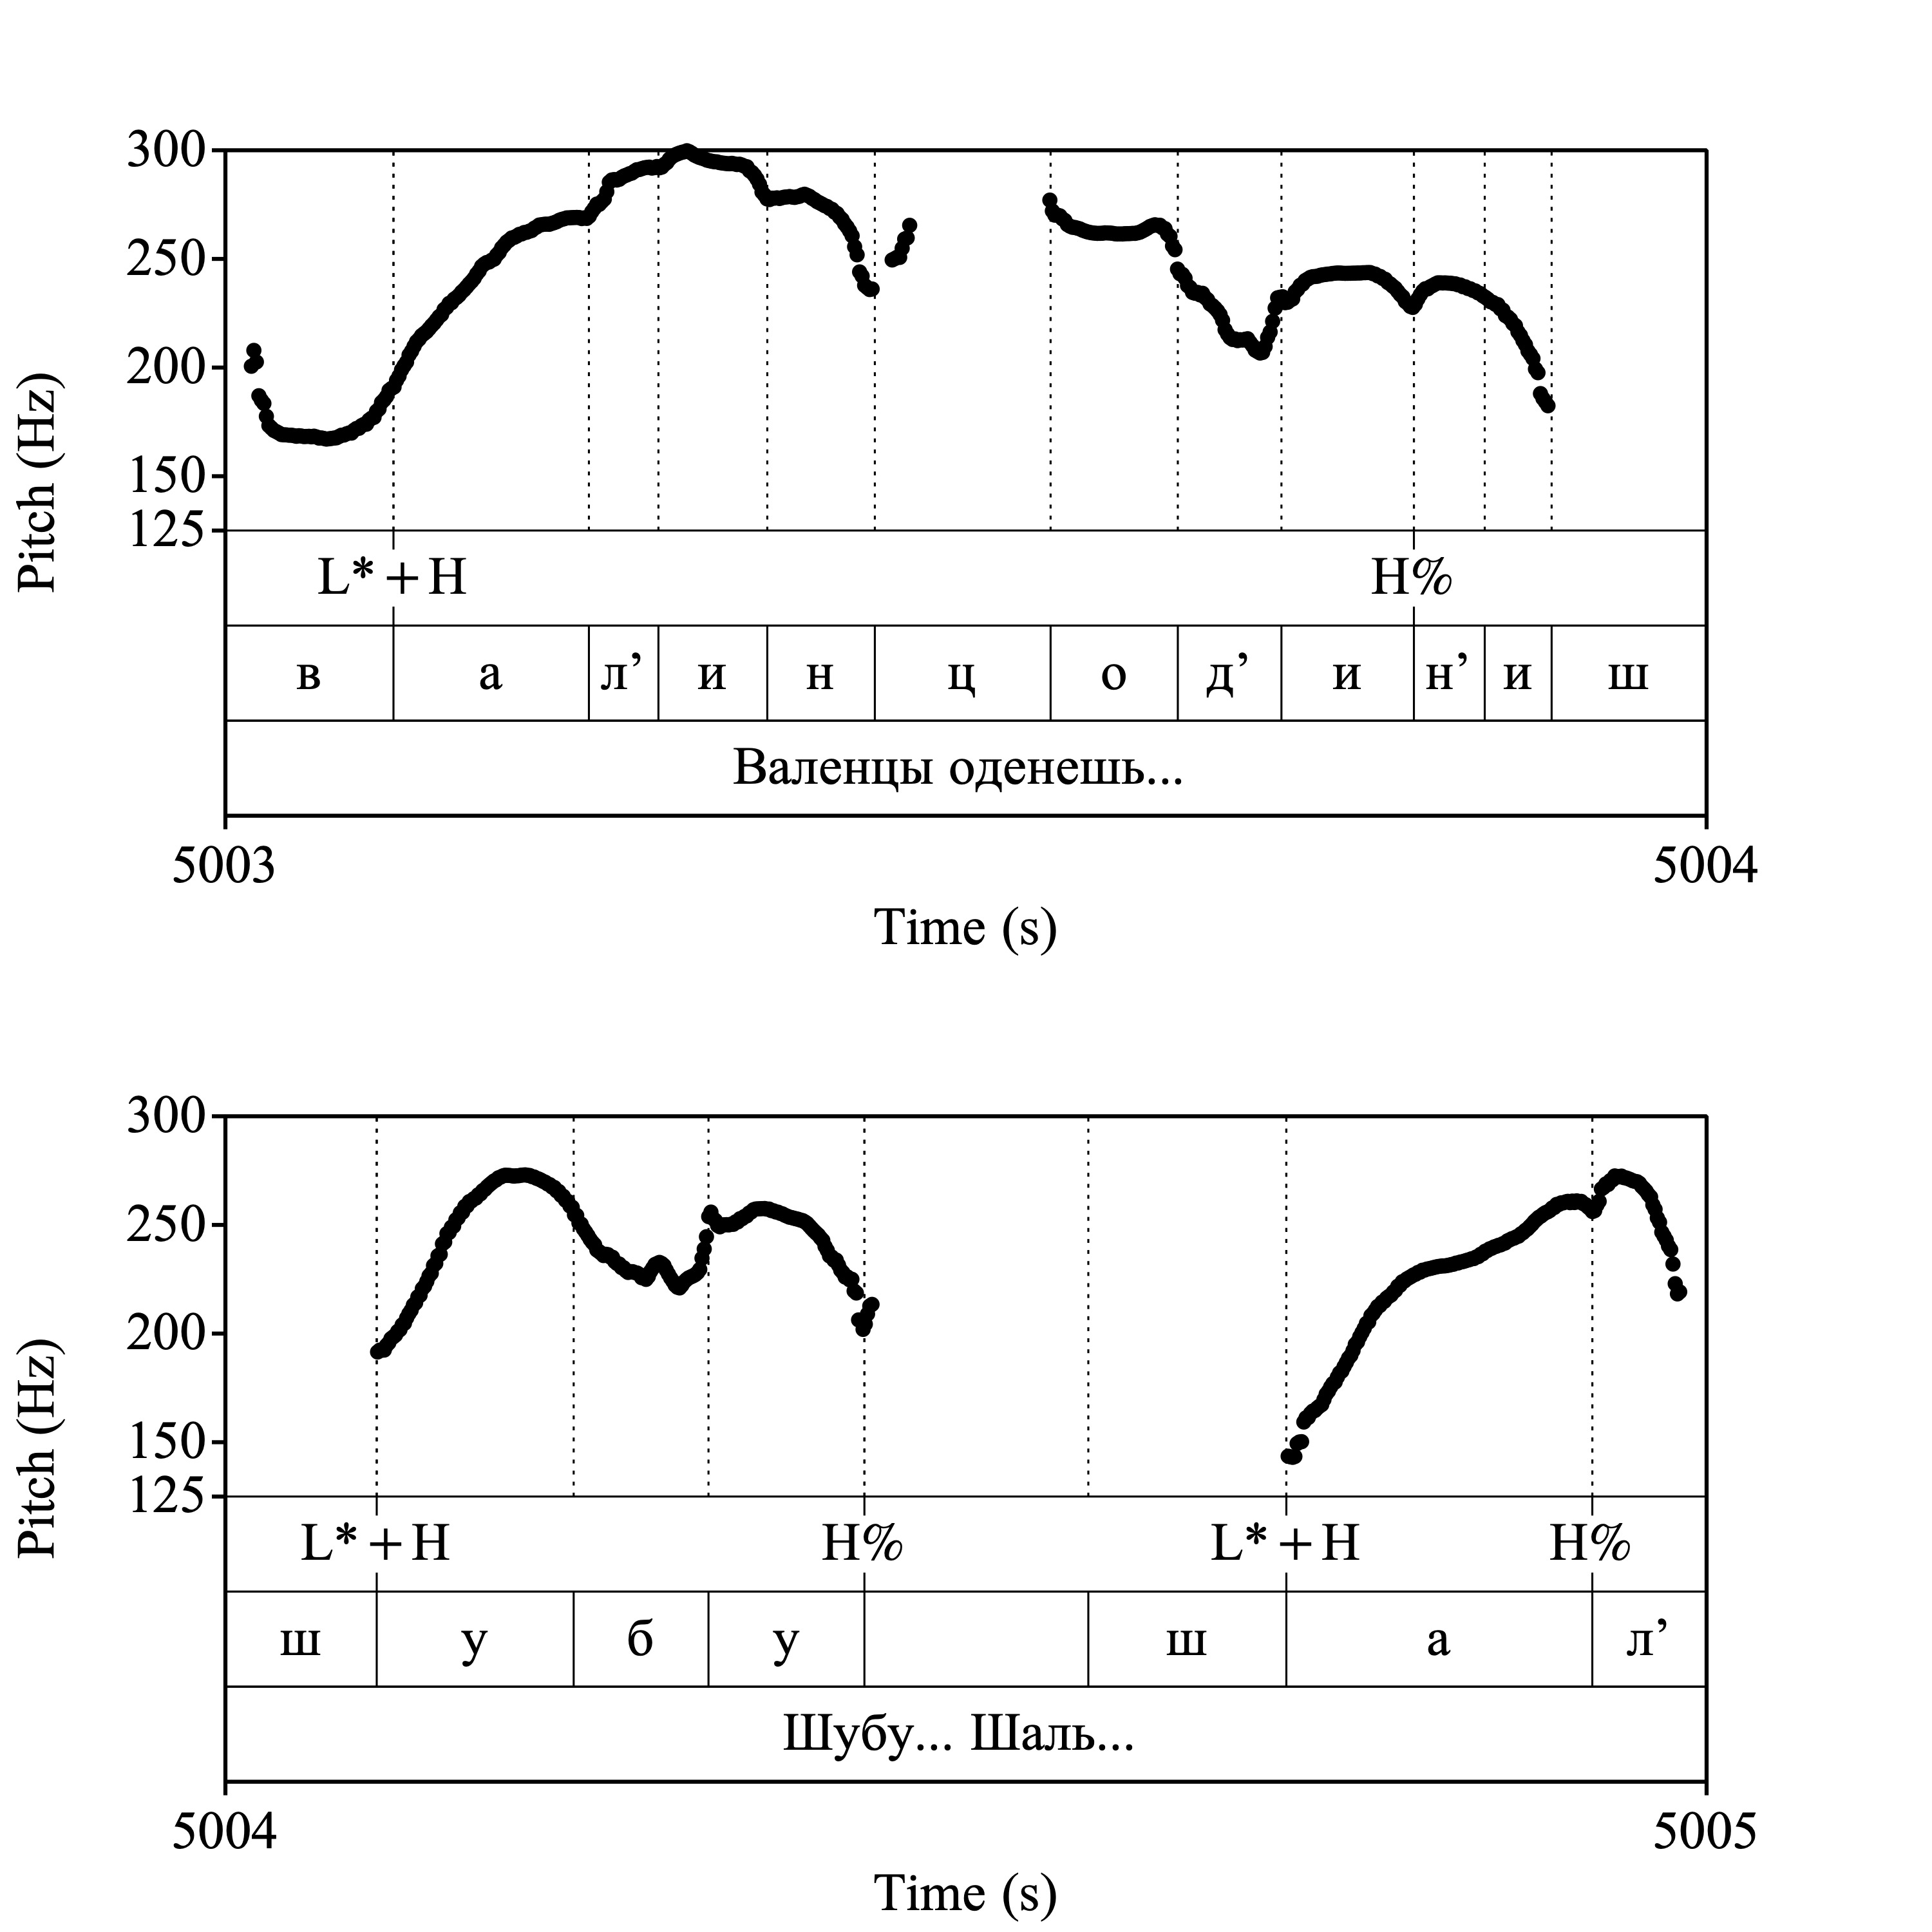 300
250
200
150
125
Pitch (Hz)
L*+H H%
в а л’ и н ц о д’ и н’ и ш
Валенцы оденешь...
5003 5004
Time (s)
300
250
200
150
125
Pitch (Hz)
L*+H H% L*+H H%
ш у б у ш а л’
Шубу... Шаль...
5004 5005
Time (s)